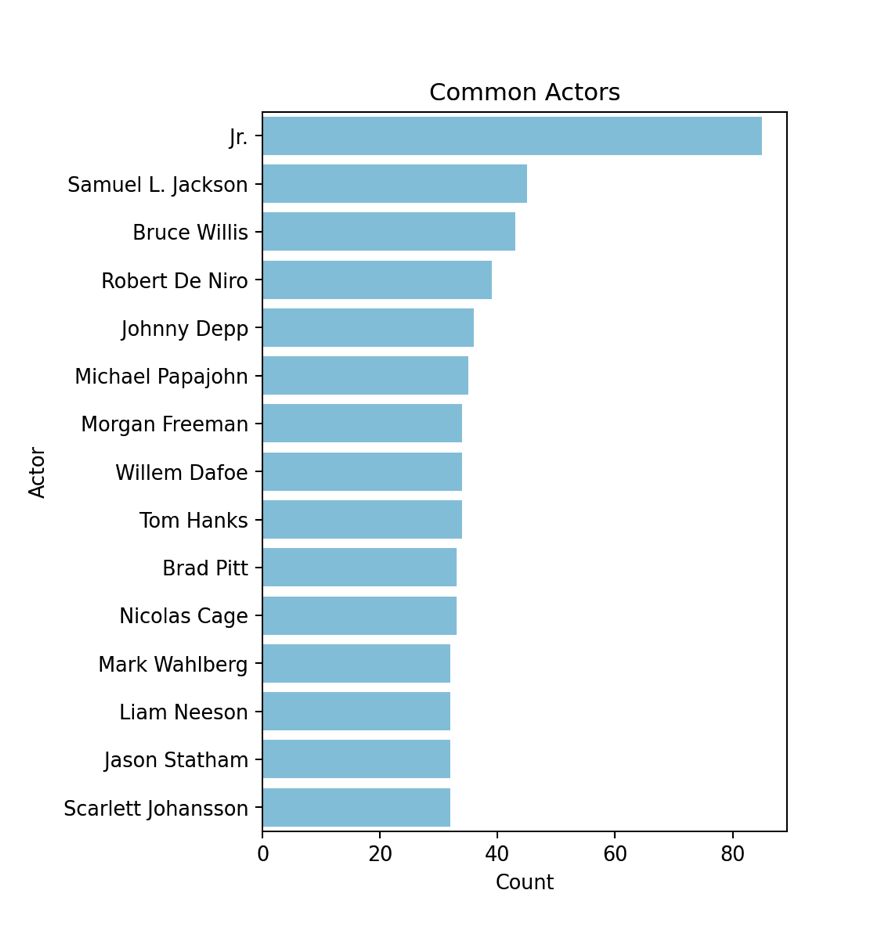 Common Actors
Jr.
Samuel L. Jackson
Bruce Willis
Robert De Niro
Johnny Depp
Michael Papajohn
Morgan Freeman
Willem Dafoe
Tom Hanks
Brad Pitt
Nicolas Cage
Mark Wahlberg
Liam Neeson
Jason Statham
Scarlett Johansson
Actor
0 20 40 60 80
Count